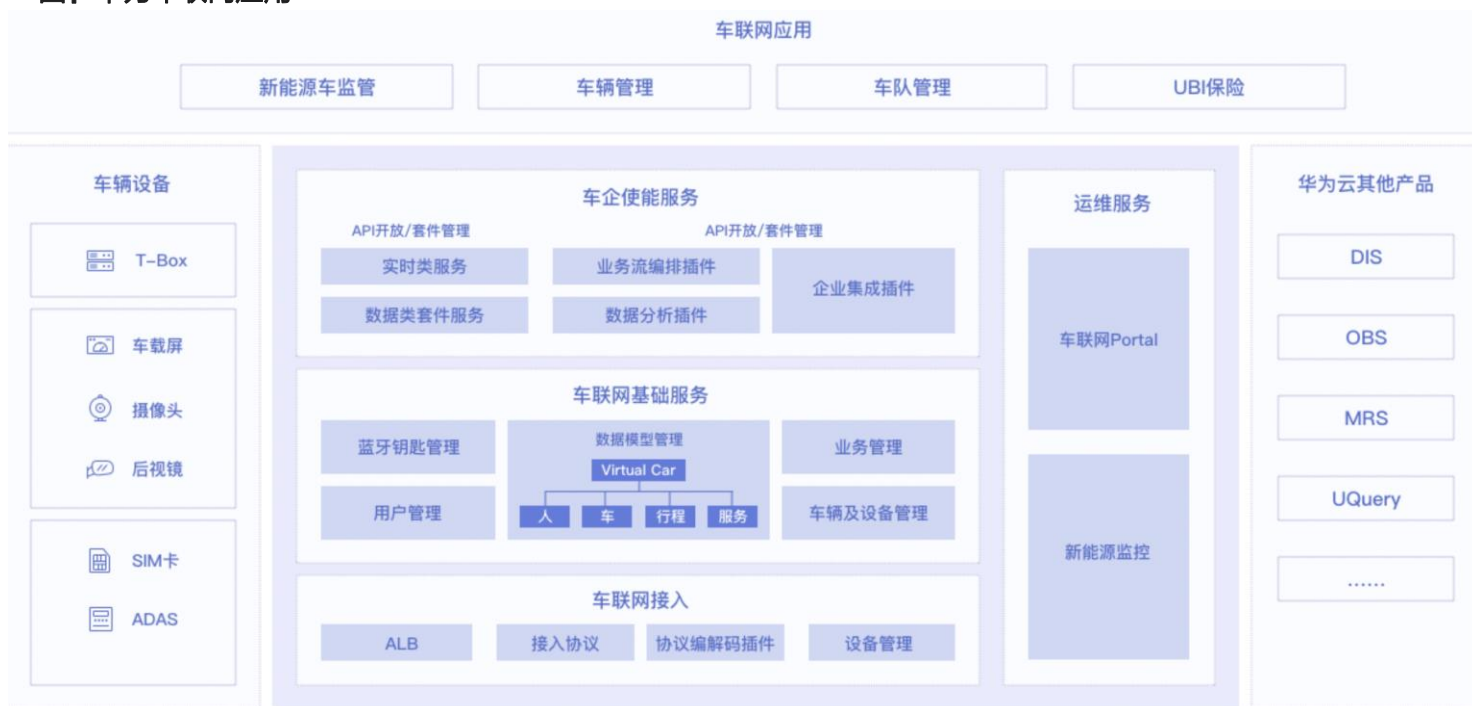 车联网应用
新能源车监管
车辆管理
车队管理
UBI保险
车辆设备
T-Box
车载屏
摄像头
后视镜
SIM卡
ADAS
车企使能服务
API开放/套件管理
API开放/套件管理
实时类服务
业务流编排插件
企业集成插件
数据类套件服务
数据分析插件
车联网基础服务
蓝牙钥匙管理
数据模型管理
Virtual Car
人
车
行程
服务
业务管理
用户管理
车辆及设备管理
车联网接入
ALB
接入协议
协议编解码插件
设备管理
运维服务
车联网Portal
新能源监控
华为云其他产品
DIS
OBS
MRS
UQuery
……